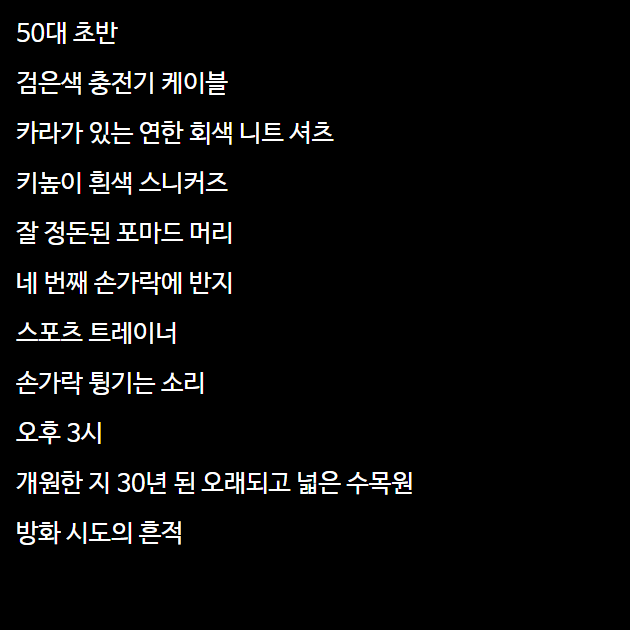 50대 초반
검은색 충전기 케이블
카라가 있는 연한 회색 니트 셔츠
키높이 흰색 스니커즈
잘 정돈된 포마드 머리
네 번째 손가락에 반지
스포츠 트레이너
손가락 튕기는 소리
오후 3시
개원한 지 30년 된 오래되고 넓은 수목원
방화 시도의 흔적